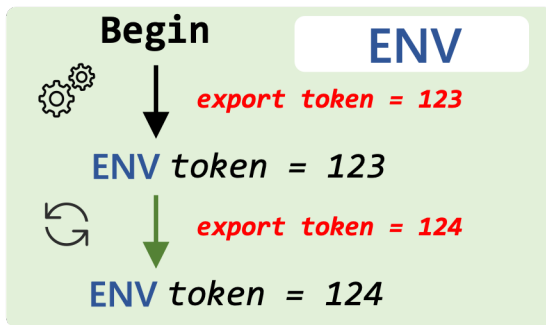 Begin
ENV
export token = 123
ENV token = 123
export token = 124
ENV token = 124